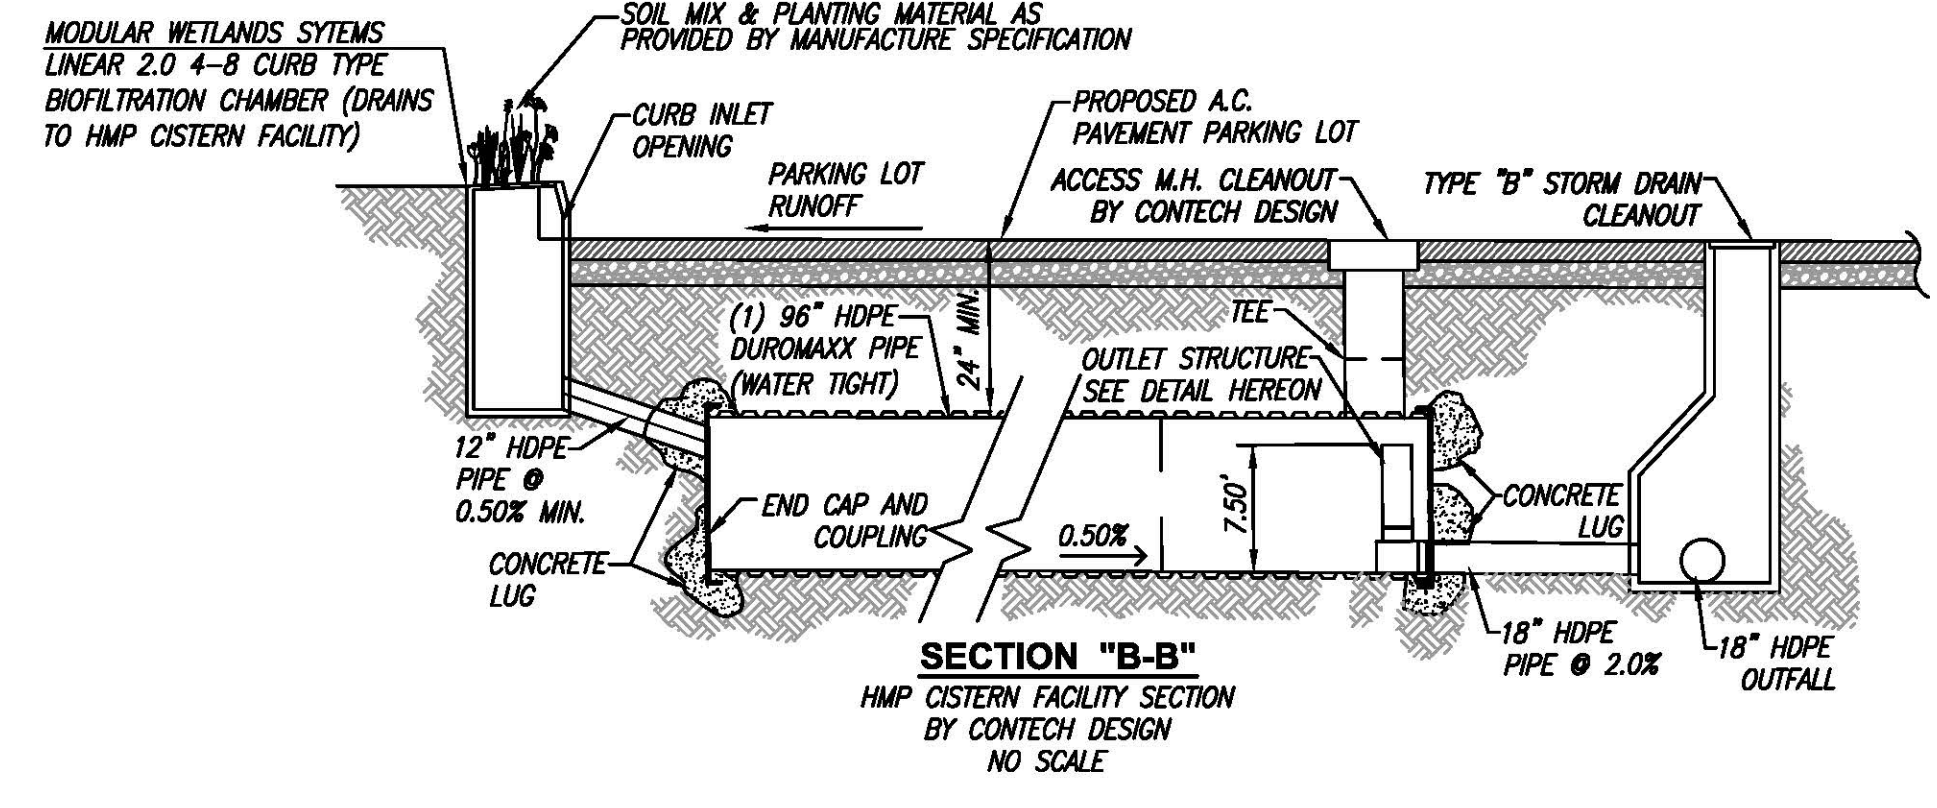 MODULAR WETLANDS SYTEMS
LINEAR 2.0 4-8 CURB TYPE
BIOFILTRATION CHAMBER (DRAINS
TO HMP CISTERN FACILITY)
SOIL MIX & PLANTING MATERIAL AS
PROVIDED BY MANUFACTURE SPECIFICATION
CURB INLET
OPENING
PARKING LOT
RUNOFF
PROPOSED A.C.
PAVEMENT PARKING LOT
ACCESS M.H. CLEANOUT
BY CONTECH DESIGN
TYPE "B" STORM DRAIN
CLEANOUT
(1) 96" HDPE
DUROMAXX PIPE
(WATER TIGHT)
24" MIN.
TEE
OUTLET STRUCTURE
SEE DETAIL HEREON
12" HDPE
PIPE @
0.50% MIN.
END CAP AND
COUPLING
0.50%
7.50'
CONCRETE
LUG
CONCRETE
LUG
18" HDPE
PIPE @ 2.0%
18" HDPE
OUTFALL
SECTION "B-B"
HMP CISTERN FACILITY SECTION
BY CONTECH DESIGN
NO SCALE